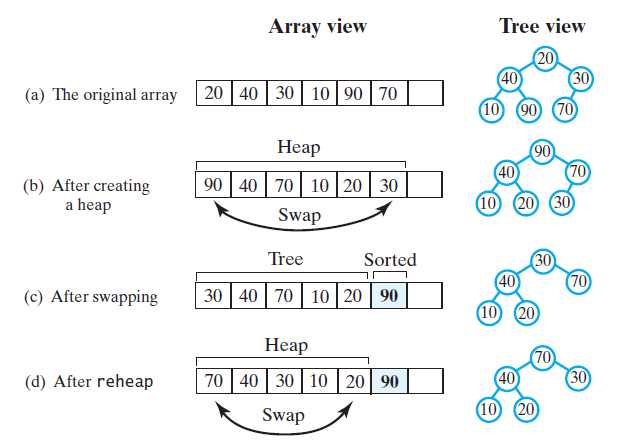 Array view Tree view
(a) The original array 20 40 30 10 90 70
20
40 30
10 90 70
Heap
(b) After creating
a heap
90 40 70 10 20 30
Swap
90
40 70
10 20 30
Tree Sorted
(c) After swapping 30 40 70 10 20 90
30
40 70
10 20
Heap
(d) After reheap 70 40 30 10 20 90
Swap
70
40 30
10 20